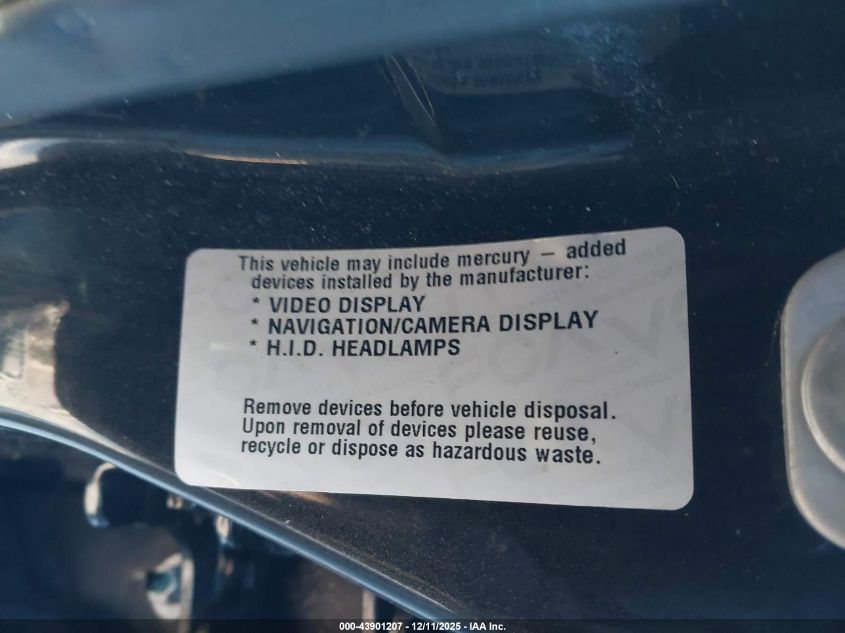 This vehicle may include mercury – added
devices installed by the manufacturer:
* VIDEO DISPLAY
* NAVIGATION/CAMERA DISPLAY
* H.I.D. HEADLAMPS
Remove devices before vehicle disposal.
Upon removal of devices please reuse,
recycle or dispose as hazardous waste.
000-43901207 - 12/11/2025 - IAA Inc.